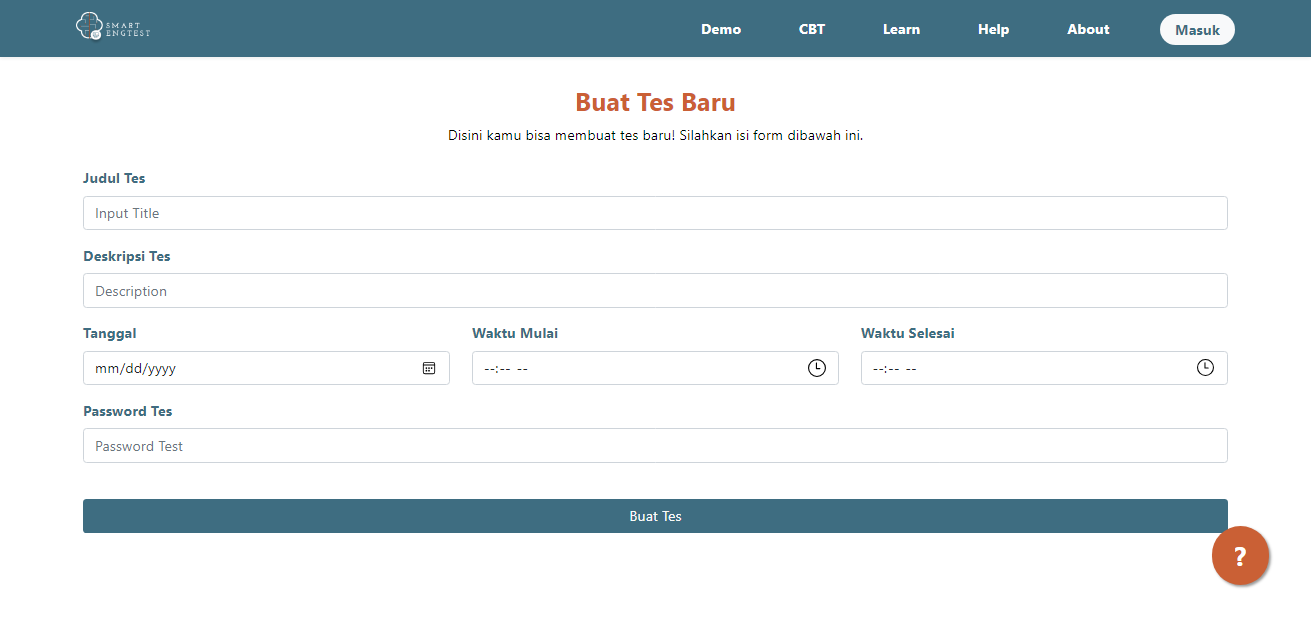 SMART
ENGTEST
Demo CBT Learn Help About Masuk
Buat Tes Baru
Disini kamu bisa membuat tes baru! Silahkan isi form dibawah ini.
Judul Tes
Input Title
Deskripsi Tes
Description
Tanggal Waktu Mulai Waktu Selesai
mm/dd/yyyy --:-- -- --:-- --
Password Tes
Password Test
Buat Tes
?